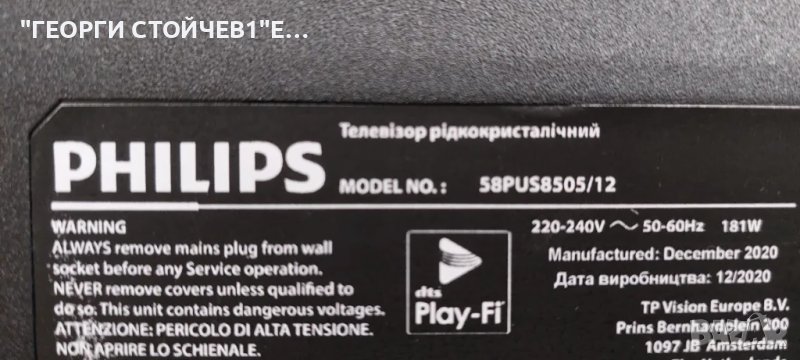 "ГЕОРГИ СТОЙЧЕВ1"Е...
Телевізор рідкокристалічний
PHILIPS
MODEL NO.: 58PUS8505/12
WARNING
ALWAYS remove mains plug from wall
socket before any Service operation.
NEVER remove covers unless qualified to
do so. This unit contains dangerous voltages.
ATTENZIONE: PERICOLO DI ALTA TENSIONE.
NON APRIRE LO SCHIENALE.
dts
Play-Fi
220-240V ~ 50-60Hz 181W
Manufactured: December 2020
Дата виробництва: 12/2020
TP Vision Europe B.V.
Prins Bernhardplein 200
1097 JB Amsterdam